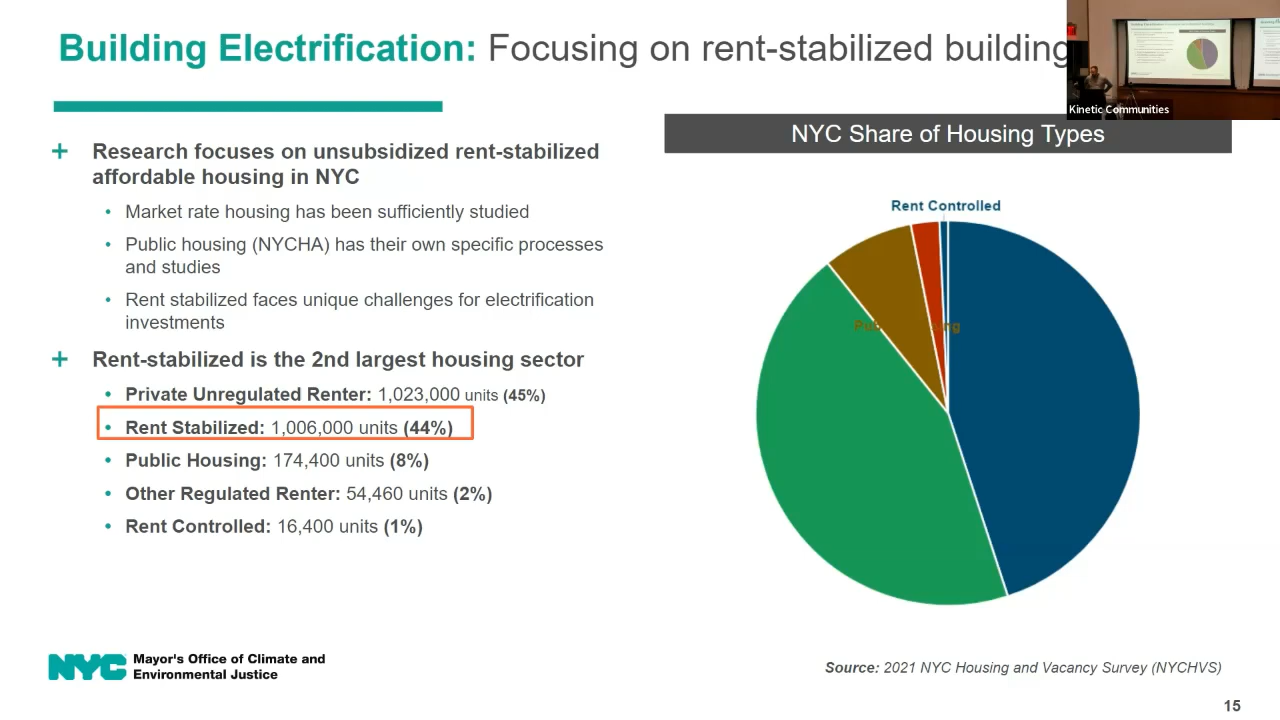 Building Electrification: Focusing on rent-stabilized building
Kinetic Communities
Research focuses on unsubsidized rent-stabilized
affordable housing in NYC
• Market rate housing has been sufficiently studied
• Public housing (NYCHA) has their own specific processes
and studies
• Rent stabilized faces unique challenges for electrification
investments
Rent-stabilized is the 2nd largest housing sector
• Private Unregulated Renter: 1,023,000 units (45%)
• Rent Stabilized: 1,006,000 units (44%)
• Public Housing: 174,400 units (8%)
• Other Regulated Renter: 54,460 units (2%)
• Rent Controlled: 16,400 units (1%)
NYC Share of Housing Types
Rent Controlled
NYC Mayor's Office of Climate and
Environmental Justice
Source: 2021 NYC Housing and Vacancy Survey (NYCHVS)
15